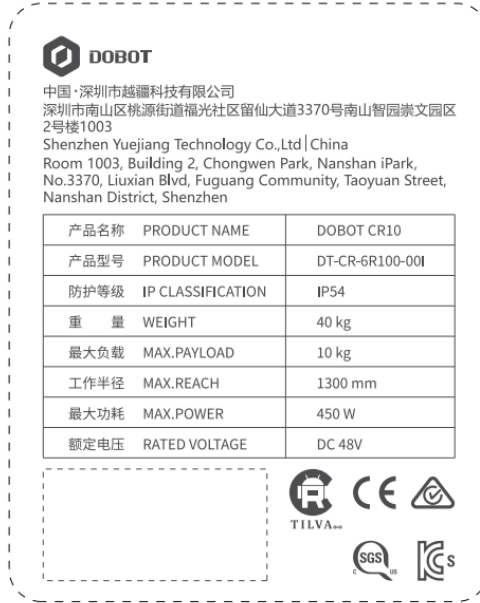 DOBOT
中国·深圳市越疆科技有限公司
深圳市南山区桃源街道福光社区留仙大道3370号南山智园崇文园区
2号楼1003
Shenzhen Yuejiang Technology Co.,Ltd|China
Room 1003, Building 2, Chongwen Park, Nanshan iPark,
No.3370, Liuxian Blvd, Fuguang Community, Taoyuan Street,
Nanshan District, Shenzhen
产品名称 PRODUCT NAME DOBOT CR10
产品型号 PRODUCT MODEL DT-CR-6R100-00I
防护等级 IP CLASSIFICATION IP54
重 量 WEIGHT 40 kg
最大负载 MAX.PAYLOAD 10 kg
工作半径 MAX.REACH 1300 mm
最大功耗 MAX.POWER 450 W
额定电压 RATED VOLTAGE DC 48V
R CE
TILVA
c SGS us KC s